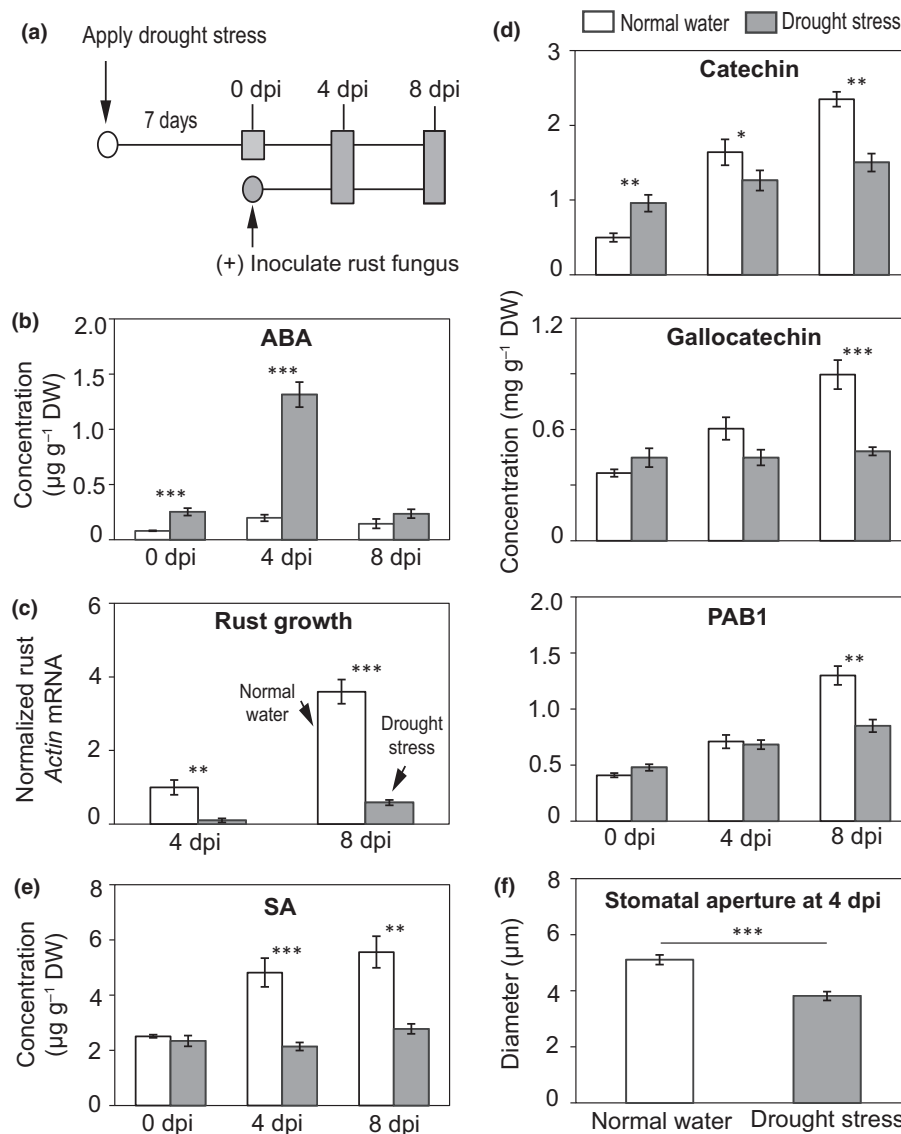 (a)
Apply drought stress
0 dpi 4 dpi 8 dpi
7 days
(+) Inoculate rust fungus
(b)
ABA
Concentration
(µg g⁻¹ DW)
2.0
1.5
1.0
0.5
0
***
***
0 dpi 4 dpi 8 dpi
(c)
Rust growth
Normalized rust
Actin mRNA
6
4
2
0
**
***
Normal
water
Drought
stress
4 dpi 8 dpi
(e)
SA
Concentration
(µg g⁻¹ DW)
8
6
4
2
0
***
**
0 dpi 4 dpi 8 dpi
(d)
Normal water Drought stress
Catechin
3
2
1
0
**
*
**
Concentration (mg g⁻¹ DW)
Gallocatechin
1.2
0.6
0
***
PAB1
2.0
1.5
1.0
0.5
0
**
0 dpi 4 dpi 8 dpi
(f)
Stomatal aperture at 4 dpi
Diameter (µm)
8
6
4
2
0
***
Normal water Drought stress